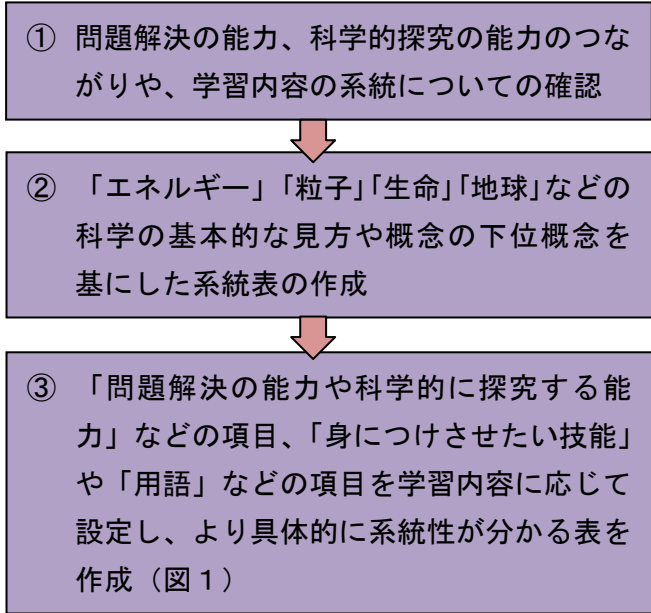 ① 問題解決の能力、科学的探究の能力のつな
がりや、学習内容の系統についての確認
② 「エネルギー」「粒子」「生命」「地球」などの
科学の基本的な見方や概念の下位概念を
基にした系統表の作成
③ 「問題解決の能力や科学的に探究する能
力」などの項目、「身につけさせたい技能」
や「用語」などの項目を学習内容に応じて
設定し、より具体的に系統性が分かる表を
作成（図１）